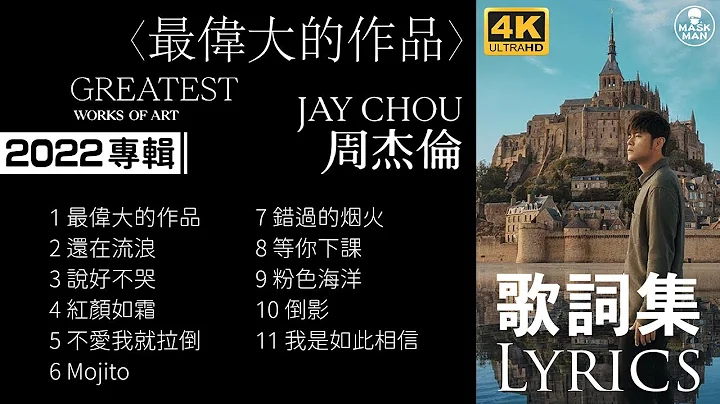 〈最偉大的作品〉
GREATEST
WORKS OF ART
JAY CHOU
周杰倫
2022專輯
1 最偉大的作品
2 還在流浪
3 說好不哭
4 紅顏如霜
5 不愛我就拉倒
6 Mojito
7 錯過的烟火
8 等你下課
9 粉色海洋
10 倒影
11 我是如此相信
4K
ULTRA HD
MASK
MAN
歌詞集
LYRICS